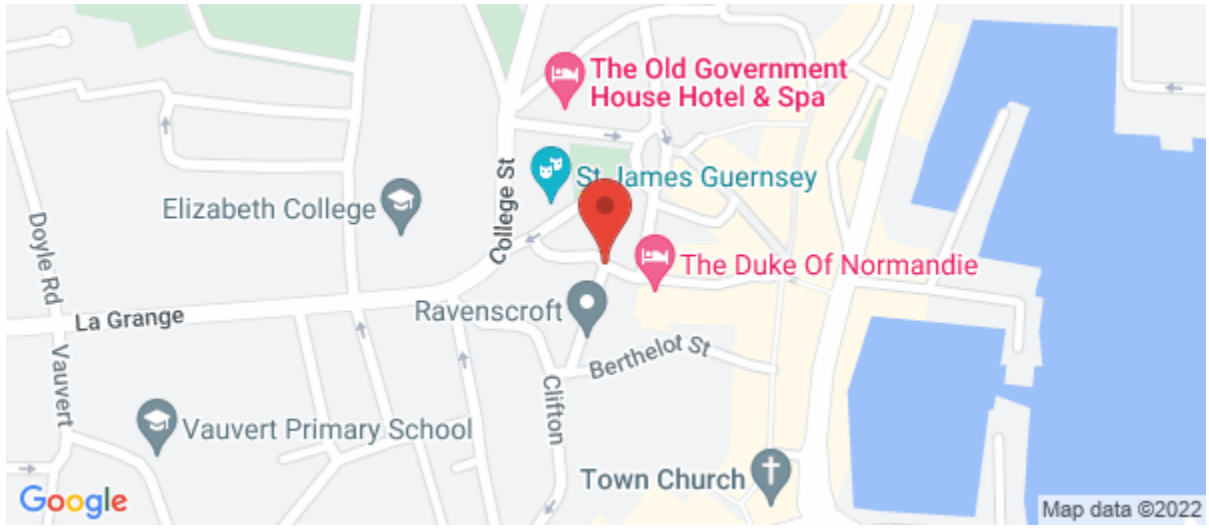 The Old Government
House Hotel & Spa
St James Guernsey
Elizabeth College
College St
Doyle Rd
The Duke Of Normandie
Ravenscroft
La Grange
Vauvert
Berthelot St
Clifton
Vauvert Primary School
Town Church
Google
Map data ©2022